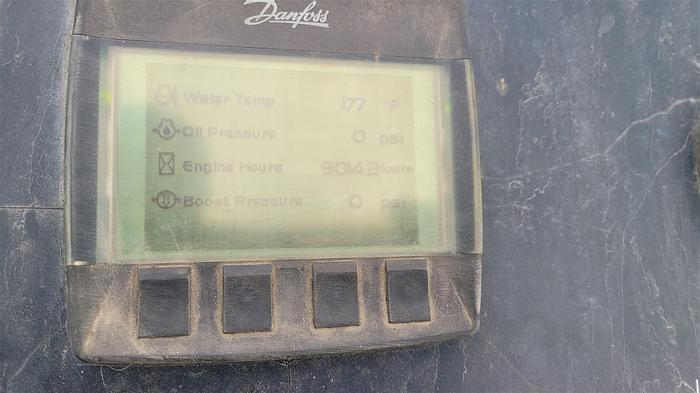 Danfoss
Water Temp 177 °F
Oil Pressure 0 psi
Engine Hours 9014.2 Hours
Boost Pressure 0 psi